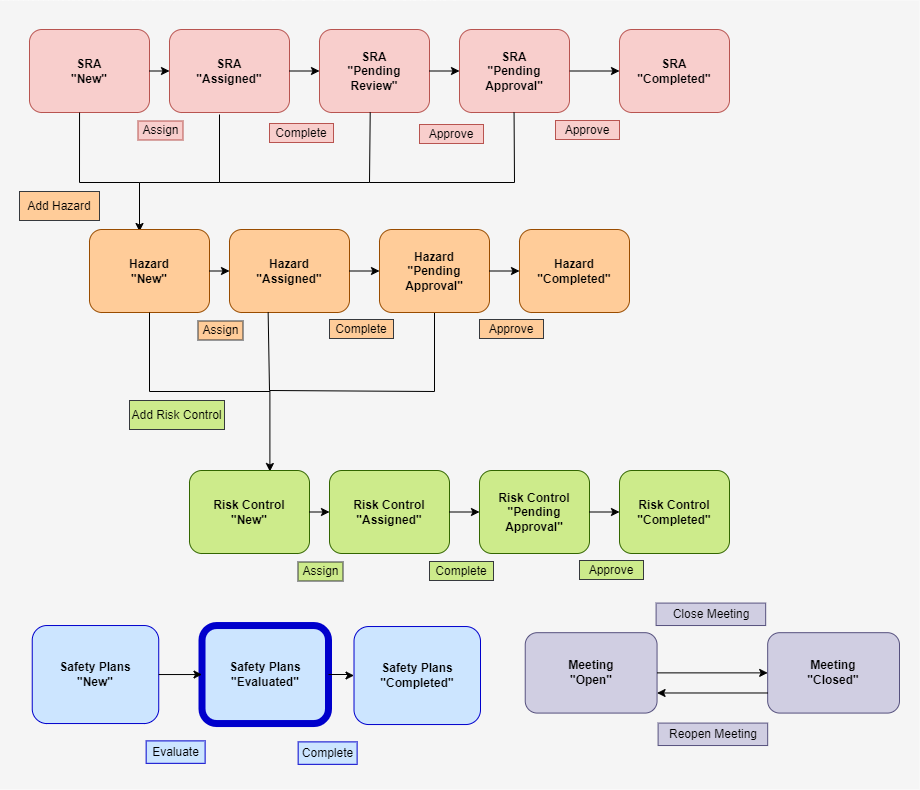 SRA
"New"
SRA
"Assigned"
SRA
"Pending
Review"
SRA
"Pending
Approval"
SRA
"Completed"
Assign
Complete
Approve
Approve
Add Hazard
Hazard
"New"
Hazard
"Assigned"
Hazard
"Pending
Approval"
Hazard
"Completed"
Assign
Complete
Approve
Add Risk Control
Risk Control
"New"
Risk Control
"Assigned"
Risk Control
"Pending
Approval"
Risk Control
"Completed"
Assign
Complete
Approve
Safety Plans
"New"
Safety Plans
"Evaluated"
Safety Plans
"Completed"
Evaluate
Complete
Close Meeting
Meeting
"Open"
Meeting
"Closed"
Reopen Meeting